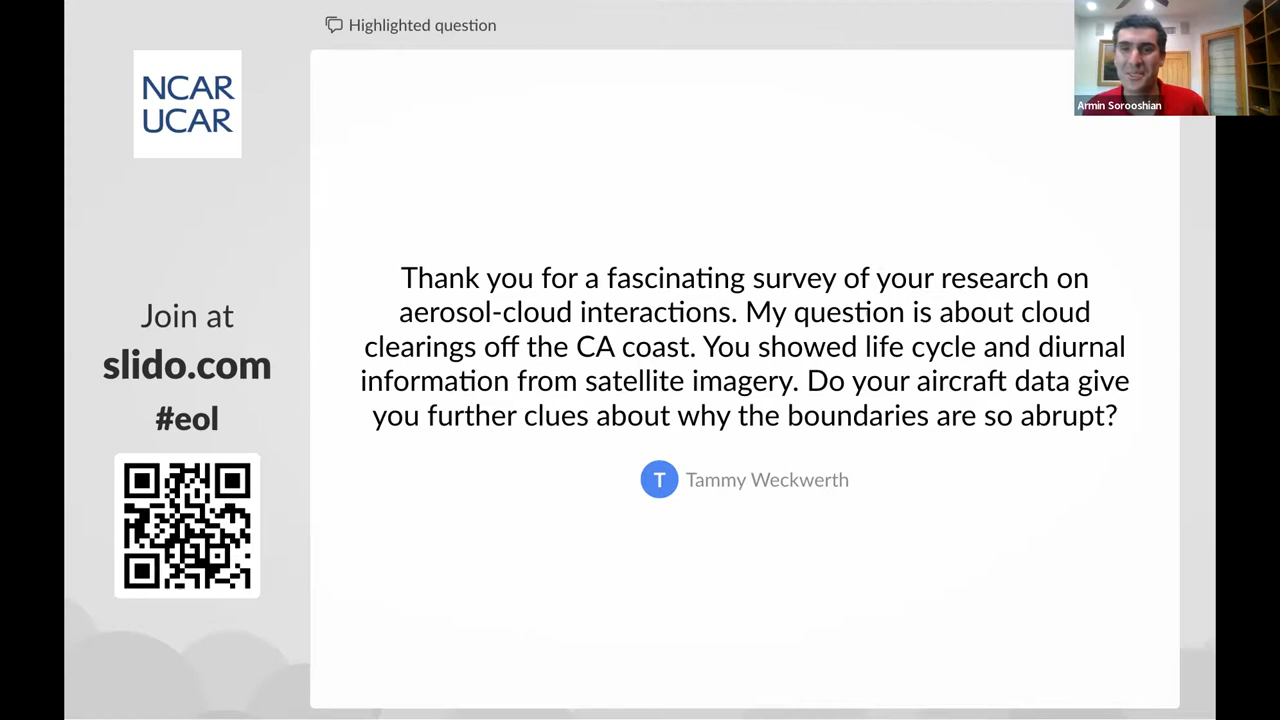 Highlighted question
NCAR
UCAR
Armin Sorooshian
Join at
slido.com
#eol
Thank you for a fascinating survey of your research on
aerosol-cloud interactions. My question is about cloud
clearings off the CA coast. You showed life cycle and diurnal
information from satellite imagery. Do your aircraft data give
you further clues about why the boundaries are so abrupt?
T Tammy Weckwerth